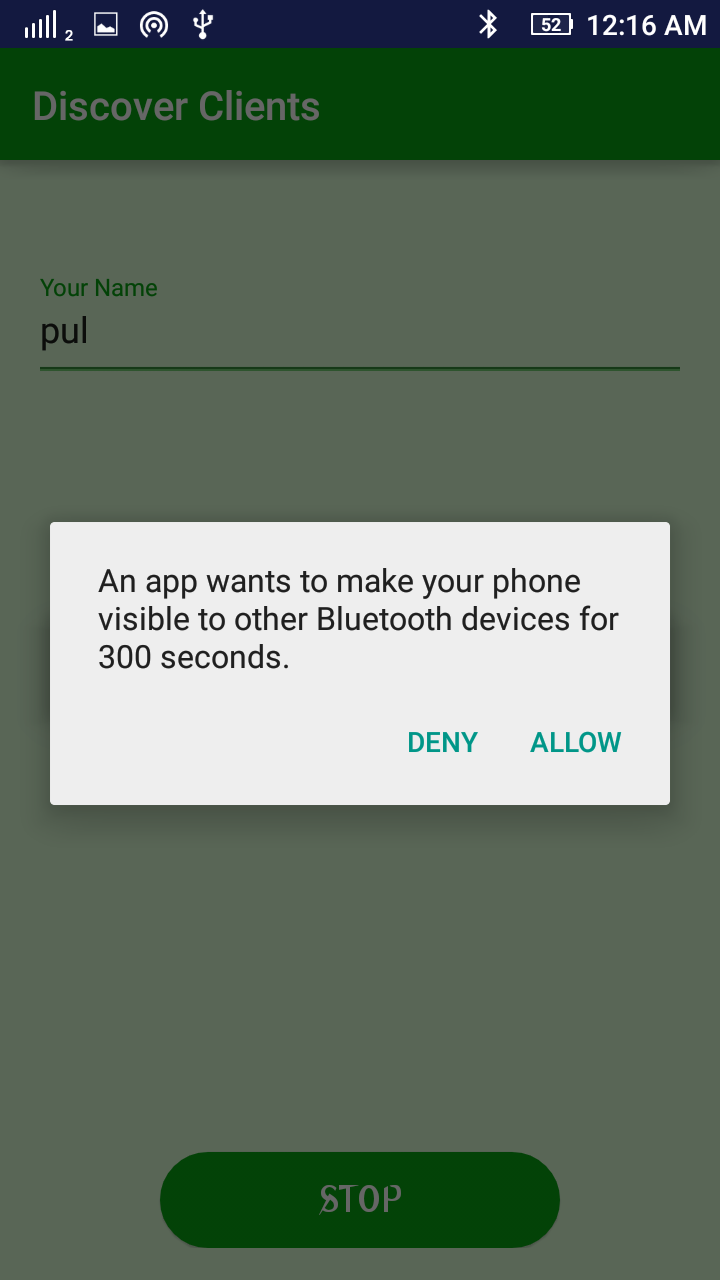 2
52
12:16 AM
Discover Clients
Your Name
pul
An app wants to make your phone
visible to other Bluetooth devices for
300 seconds.
DENY ALLOW
STOP